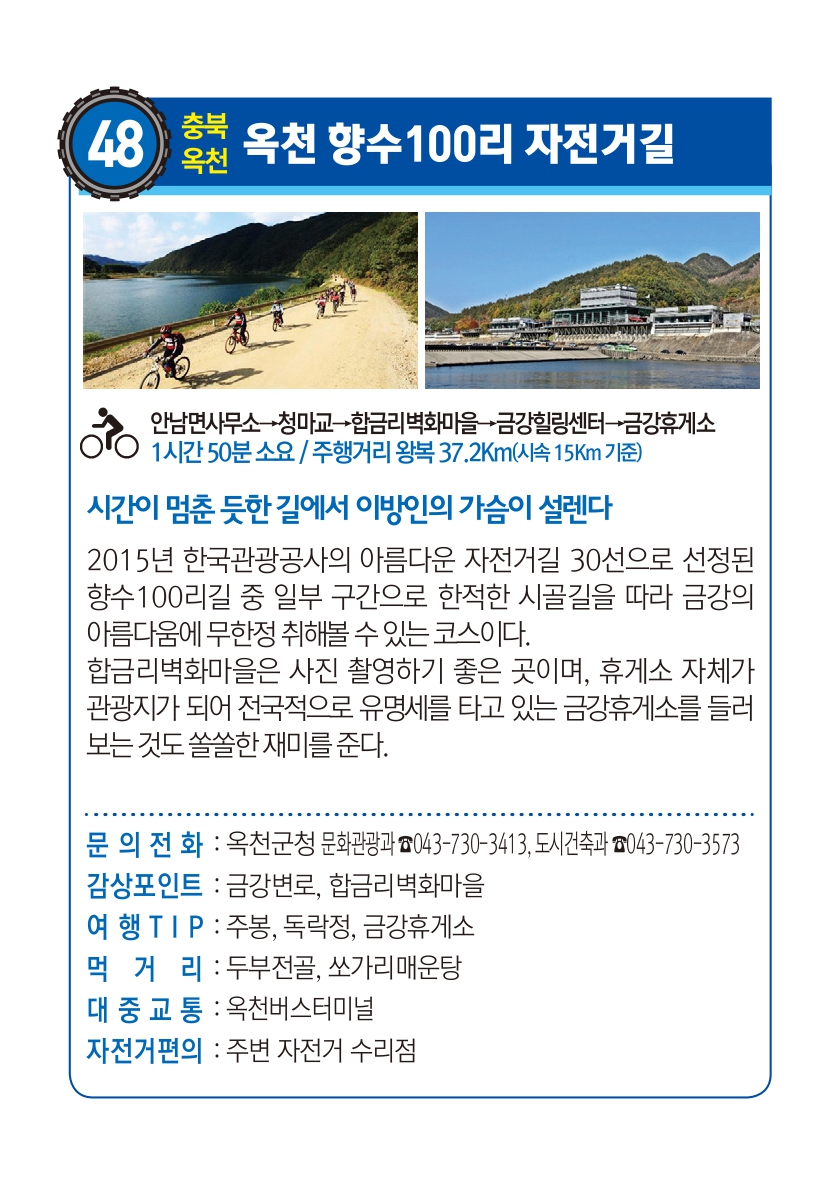 48 충북 옥천 옥천 향수100리 자전거길
안남면사무소→청마교→합금리벽화마을→금강힐링센터→금강휴게소
1시간 50분 소요 / 주행거리 왕복 37.2Km(시속 15Km 기준)
시간이 멈춘 듯한 길에서 이방인의 가슴이 설렌다
2015년 한국관광공사의 아름다운 자전거길 30선으로 선정된
향수100리길 중 일부 구간으로 한적한 시골길을 따라 금강의
아름다움에 무한정 취해볼 수 있는 코스이다.
합금리벽화마을은 사진 촬영하기 좋은 곳이며, 휴게소 자체가
관광지가 되어 전국적으로 유명세를 타고 있는 금강휴게소를 들러
보는 것도 쏠쏠한 재미를 준다.
문의전화 : 옥천군청 문화관광과 ☎043-730-3413, 도시건축과 ☎043-730-3573
감상포인트 : 금강변로, 합금리벽화마을
여행TIP : 주봉, 독락정, 금강휴게소
먹거리 : 두부전골, 쏘가리매운탕
대중교통 : 옥천버스터미널
자전거편의 : 주변 자전거 수리점